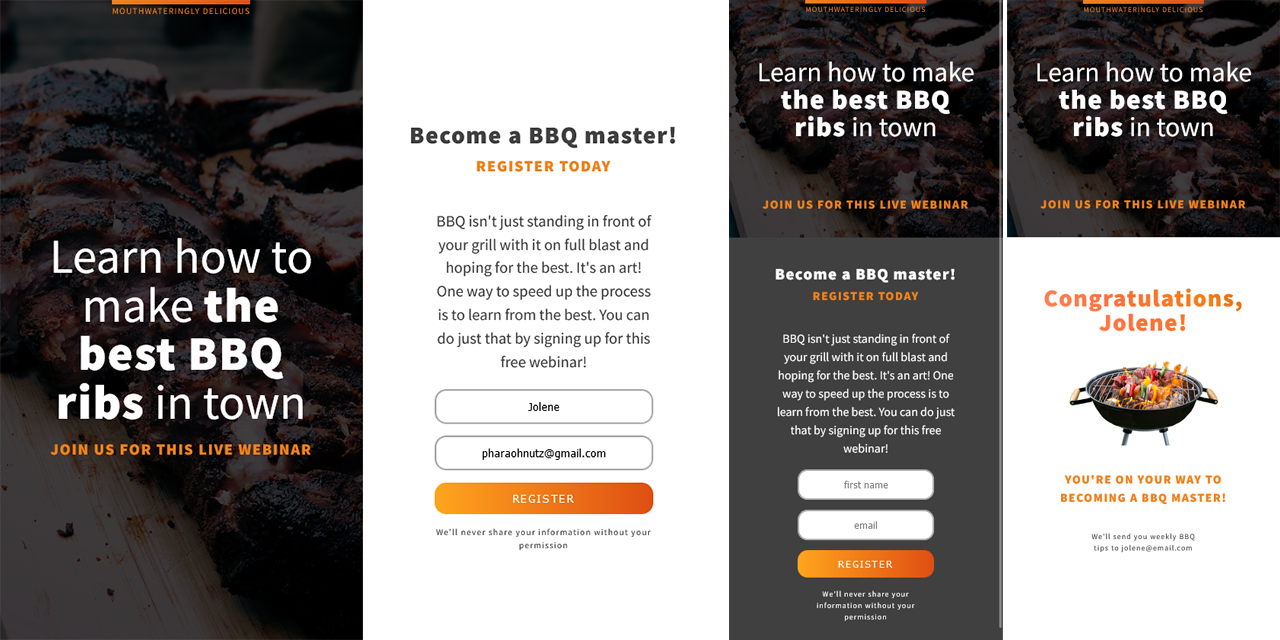 MOUTHWATERINGLY DELICIOUS
Learn how to
make the
best BBQ
ribs in town
JOIN US FOR THIS LIVE WEBINAR
Become a BBQ master!
REGISTER TODAY
BBQ isn't just standing in front of
your grill with it on full blast and
hoping for the best. It's an art!
One way to speed up the process
is to learn from the best. You can
do just that by signing up for this
free webinar!
Jolene
pharaohnutz@gmail.com
REGISTER
We'll never share your information without your
permission
MOUTHWATERINGLY DELICIOUS
Learn how to make
the best BBQ
ribs in town
JOIN US FOR THIS LIVE WEBINAR
Become a BBQ master!
REGISTER TODAY
BBQ isn't just standing in front of
your grill with it on full blast and
hoping for the best. It's an art! One
way to speed up the process is to
learn from the best. You can do just
that by signing up for this free
webinar!
first name
email
REGISTER
We'll never share your
information without your
permission
MOUTHWATERINGLY DELICIOUS
Learn how to make
the best BBQ
ribs in town
JOIN US FOR THIS LIVE WEBINAR
Congratulations,
Jolene!
YOU'RE ON YOUR WAY TO
BECOMING A BBQ MASTER!
We'll send you weekly BBQ
tips to jolene@email.com